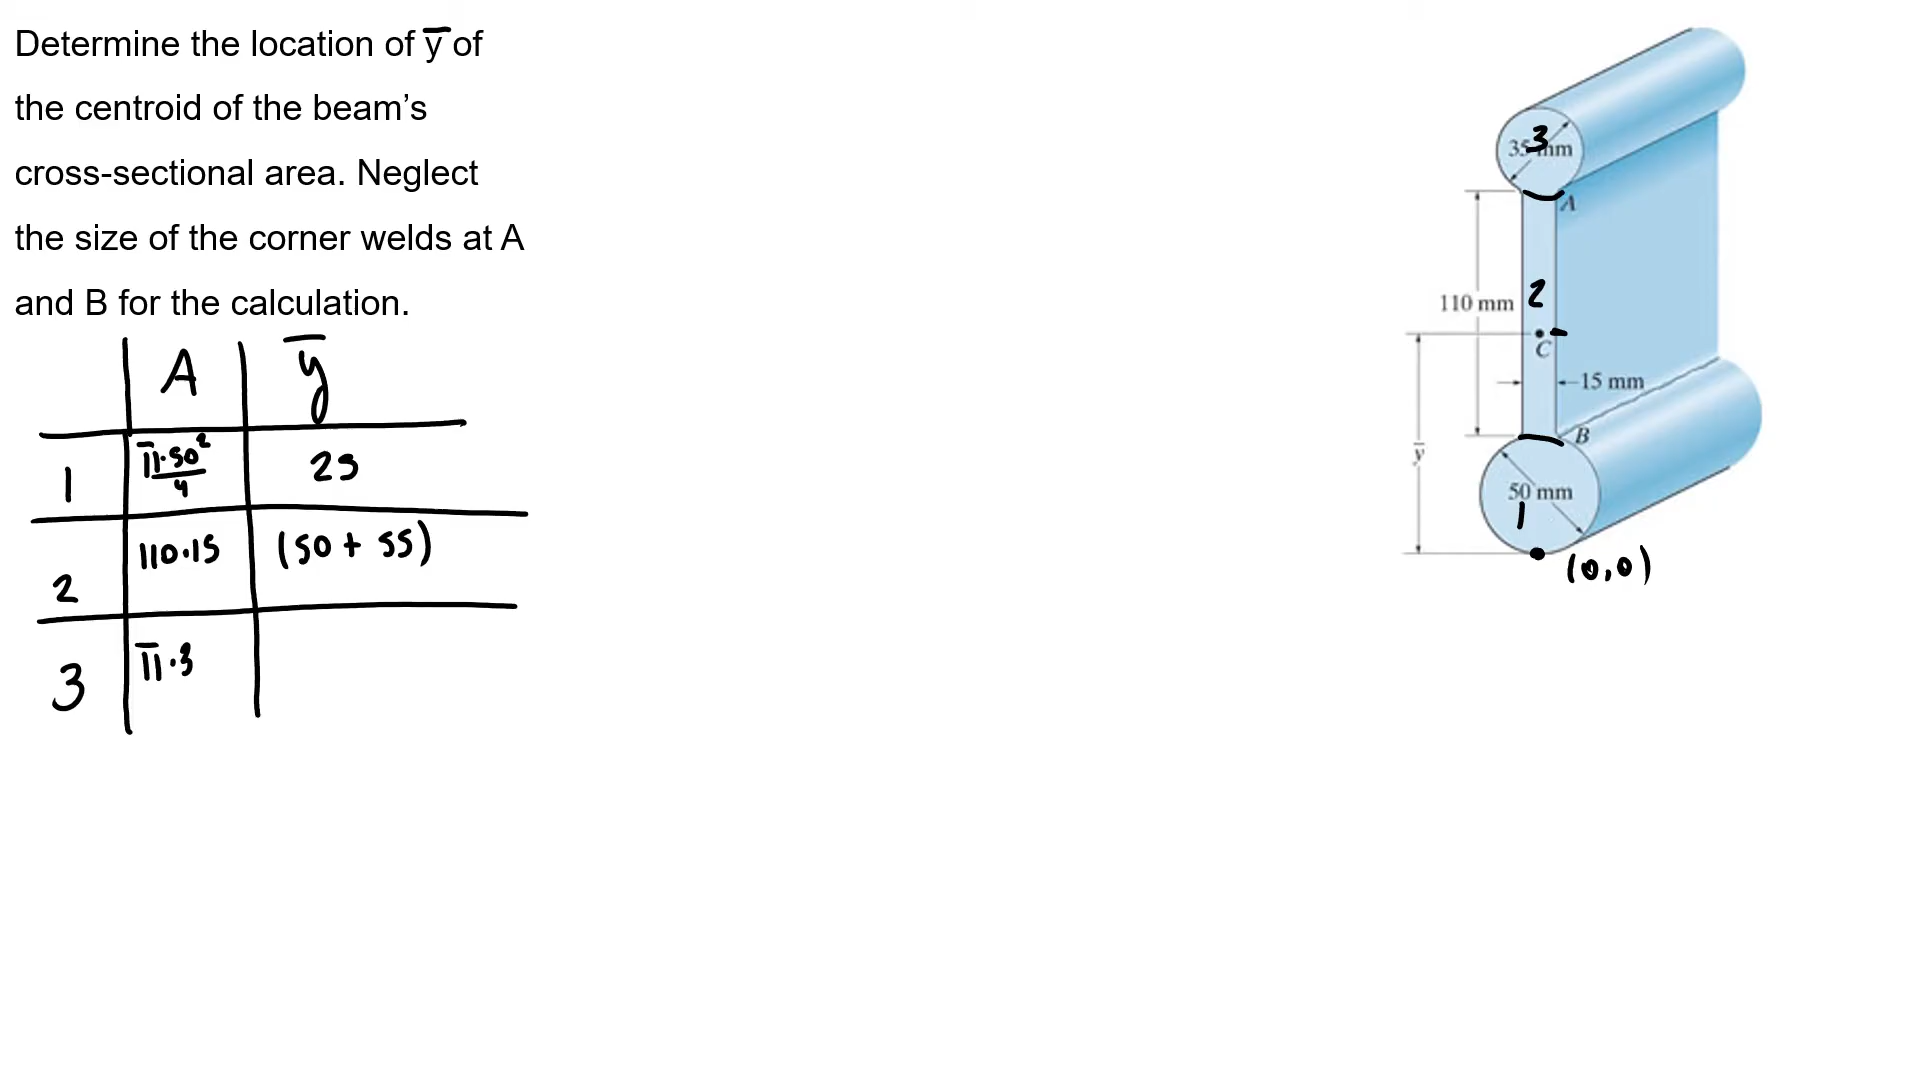 Determine the location of y̅ of
the centroid of the beam’s
cross-sectional area. Neglect
the size of the corner welds at A
and B for the calculation.
A y̅
1 π·50²/4 25
2 110·15 (50 + 55)
3 π·3
3
35 mm
A
110 mm 2
C
15 mm
B
y̅
50 mm
1
(0,0)